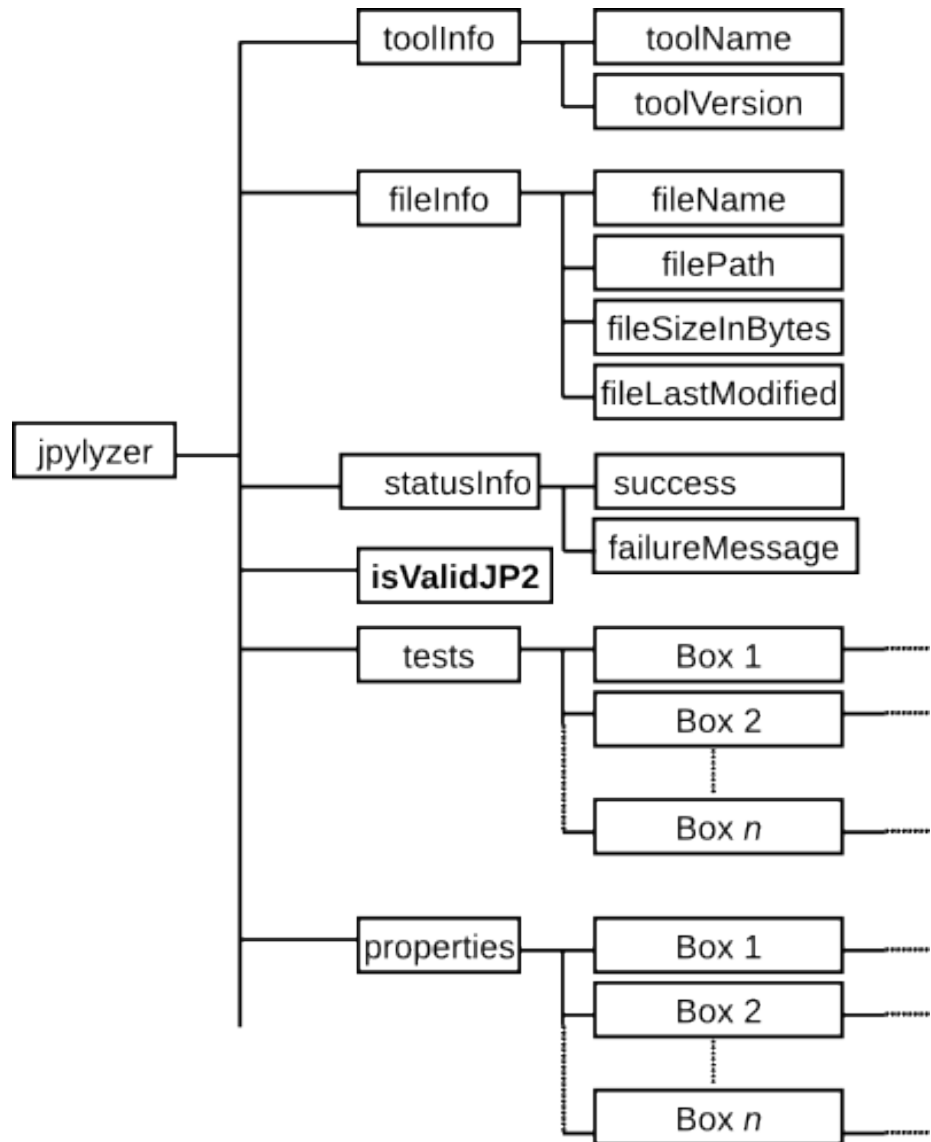 toolInfo
toolName
toolVersion
fileInfo
fileName
filePath
fileSizeInBytes
fileLastModified
jpylyzer
statusInfo
success
failureMessage
isValidJP2
tests
Box 1
Box 2
Box n
properties
Box 1
Box 2
Box n